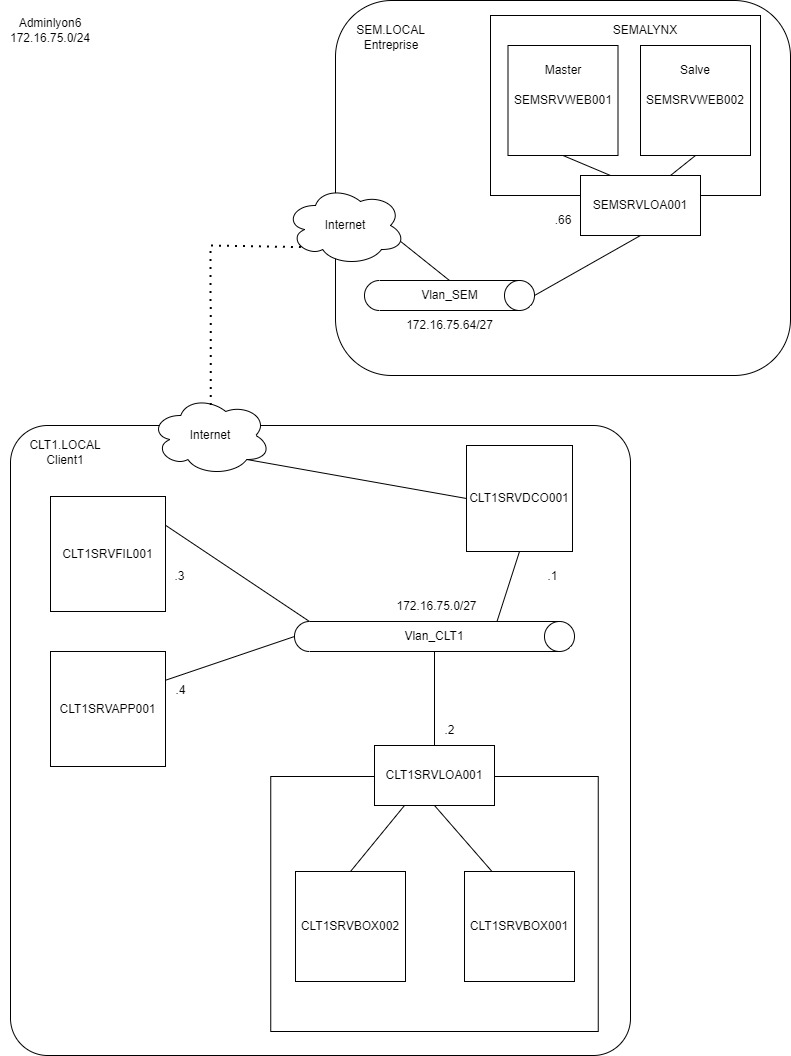 Adminlyon6
172.16.75.0/24
SEM.LOCAL
Entreprise
SEMALYNX
Master
SEMSRVWEB001
Salve
SEMSRVWEB002
SEMSRVLOA001
.66
Internet
Vlan_SEM
172.16.75.64/27
Internet
CLT1.LOCAL
Client1
CLT1SRVDCO001
CLT1SRVFIL001
.3
.1
172.16.75.0/27
Vlan_CLT1
CLT1SRVAPP001
.4
.2
CLT1SRVLOA001
CLT1SRVBOX002
CLT1SRVBOX001